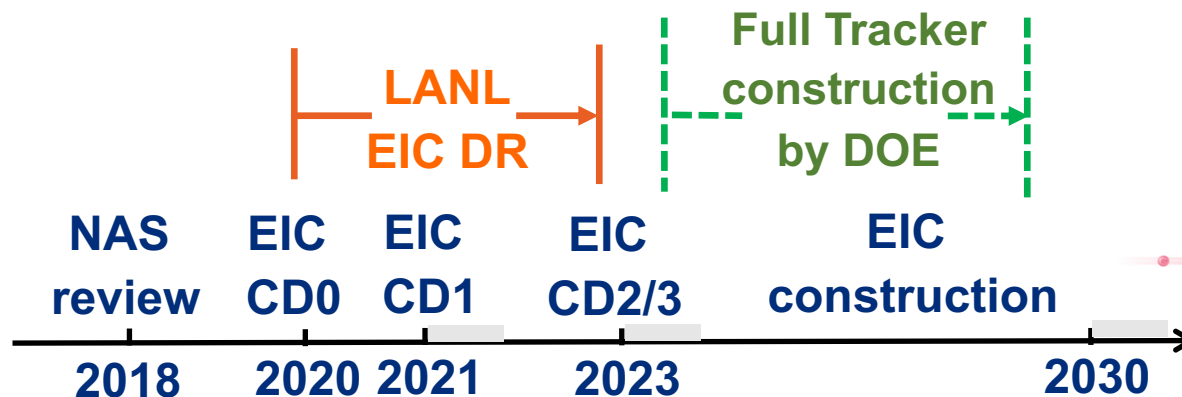 LANL
EIC DR
Full Tracker
construction
by DOE
NAS
review
EIC
CD0
EIC
CD1
EIC
CD2/3
EIC
construction
2018
2020
2021
2023
2030